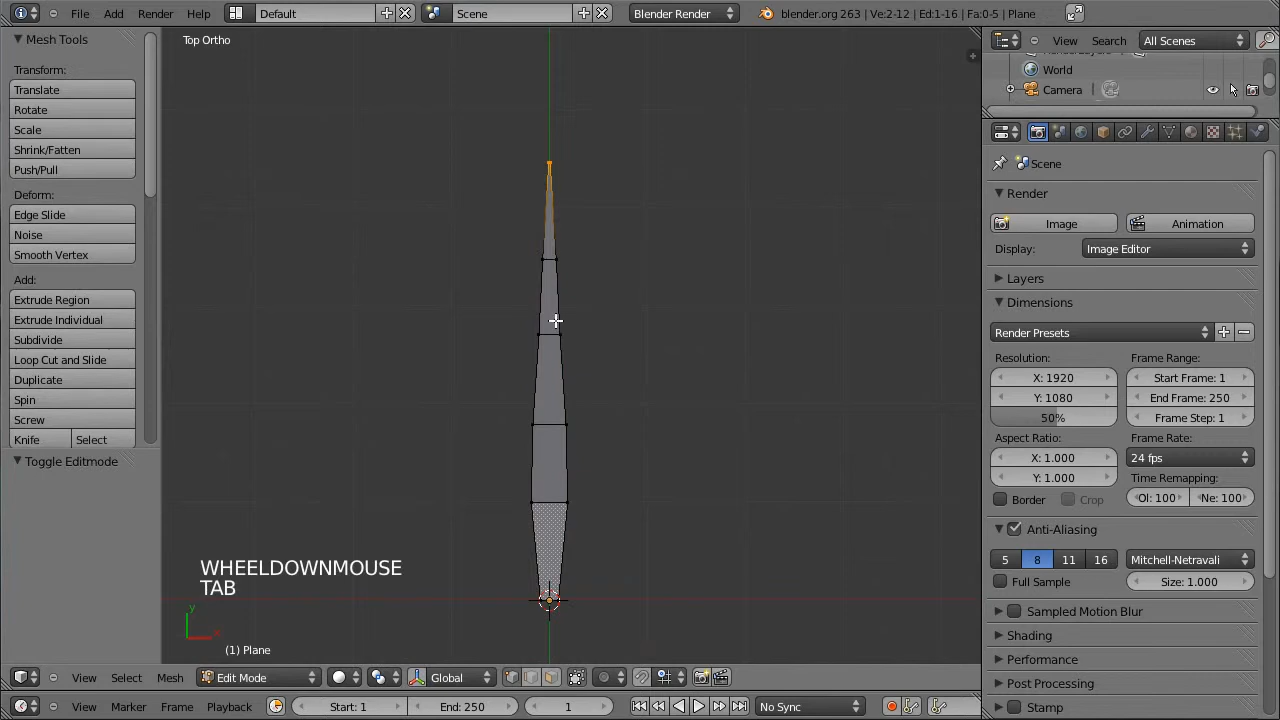 File Add Render Help Default Scene Blender Render blender.org 263 | Ve:2-12 | Ed:1-16 | Fa:0-5 | Plane
Mesh Tools
Transform:
Translate
Rotate
Scale
Shrink/Fatten
Push/Pull
Deform:
Edge Slide
Noise
Smooth Vertex
Add:
Extrude Region
Extrude Individual
Subdivide
Loop Cut and Slide
Duplicate
Spin
Screw
Knife Select
Toggle Editmode
Top Ortho
WHEELDOWNMOUSE
TAB
y
x
(1) Plane
View Select Mesh Edit Mode Global
View Marker Frame Playback Start: 1 End: 250 1 No Sync
View Search All Scenes
World
Camera
Scene
Render
Image Animation
Display: Image Editor
Layers
Dimensions
Render Presets
Resolution: Frame Range:
X: 1920 Start Frame: 1
Y: 1080 End Frame: 250
50% Frame Step: 1
Aspect Ratio: Frame Rate:
X: 1.000 24 fps
Y: 1.000 Time Remapping:
Border Crop Ol: 100 Ne: 100
Anti-Aliasing
5 8 11 16 Mitchell-Netravali
Full Sample Size: 1.000
Sampled Motion Blur
Shading
Performance
Post Processing
Stamp